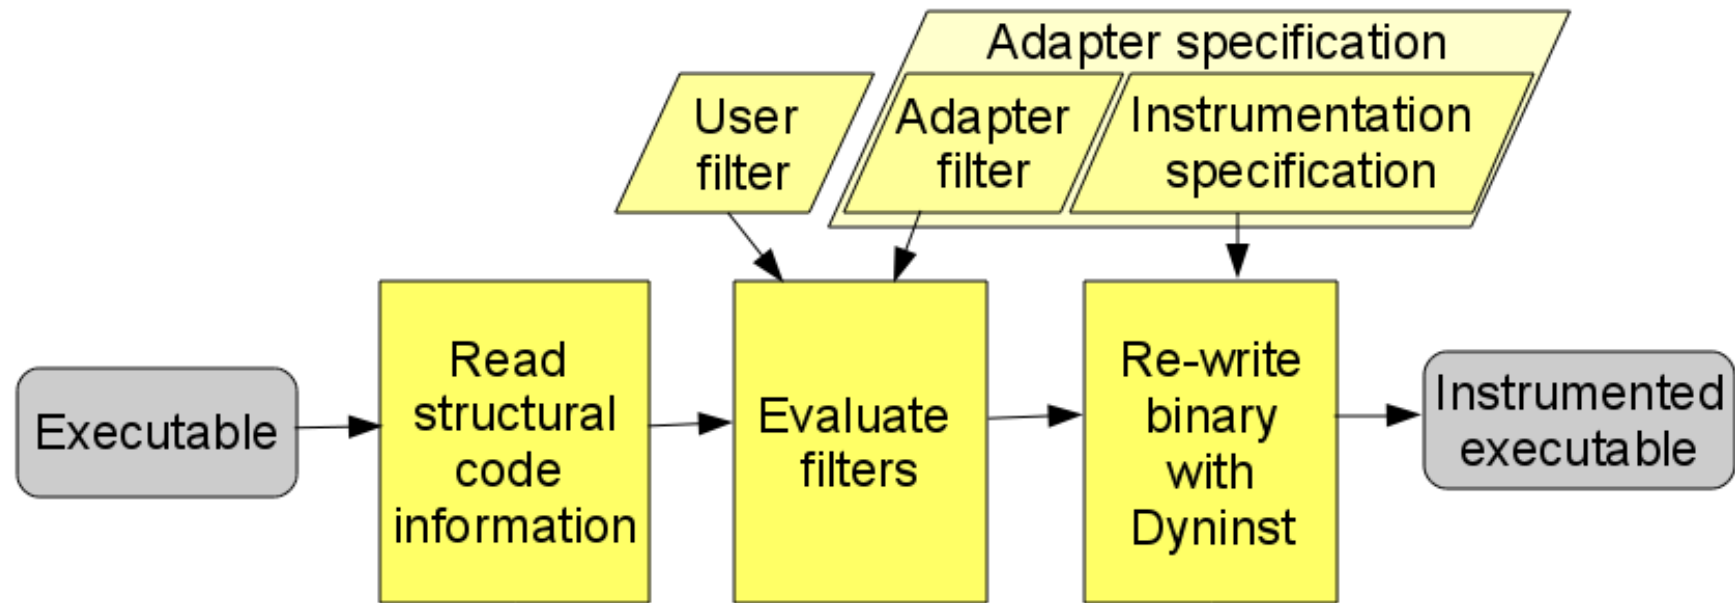 Adapter specification
User
filter
Adapter
filter
Instrumentation
specification
Executable
Read
structural
code
information
Evaluate
filters
Re-write
binary
with
Dyninst
Instrumented
executable